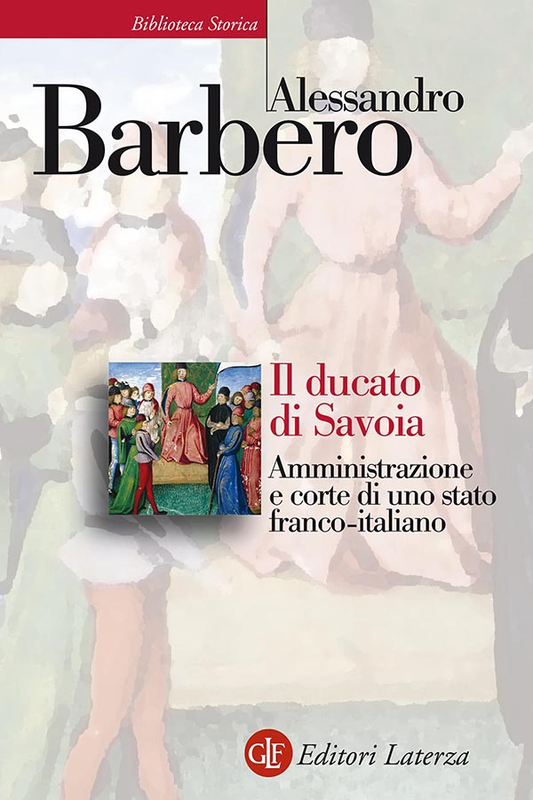 Biblioteca Storica
Alessandro
Barbero
Il ducato
di Savoia
Amministrazione
e corte di uno stato
franco-italiano
GLF Editori Laterza